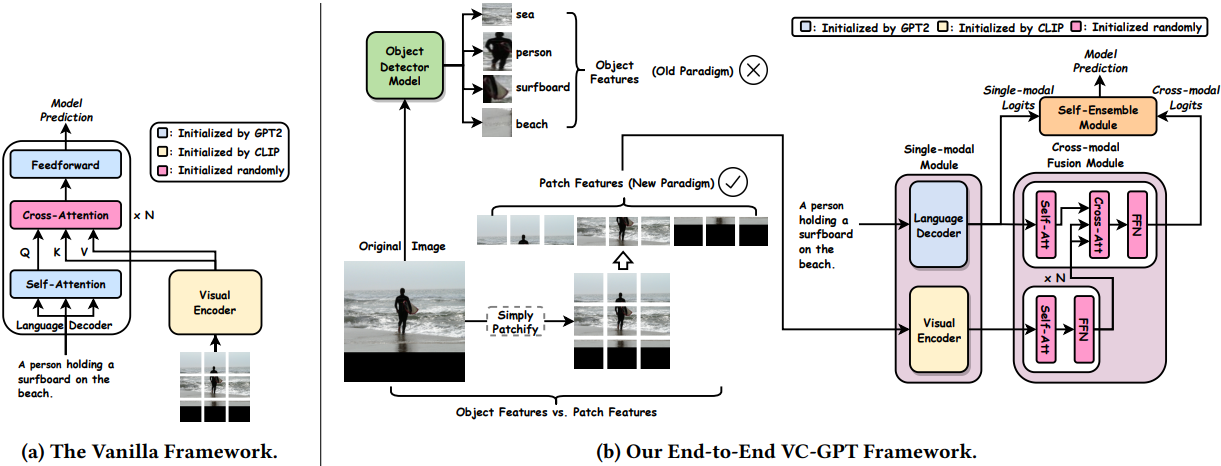 Model
Prediction
Feedforward
Cross-Attention
x N
Q
K
V
Self-Attention
Language Decoder
A person holding a
surfboard on the
beach.
: Initialized by GPT2
: Initialized by CLIP
: Initialized randomly
Visual
Encoder
(a) The Vanilla Framework.
Object
Detector
Model
sea
person
surfboard
beach
Object
Features
(Old Paradigm)
Patch Features (New Paradigm)
Original Image
Simply
Patchify
Object Features vs. Patch Features
: Initialized by GPT2
: Initialized by CLIP
: Initialized randomly
Model
Prediction
Single-modal
Logits
Cross-modal
Logits
Self-Ensemble
Module
Single-modal
Module
Cross-modal
Fusion Module
A person
holding a
surfboard
on the
beach.
Language
Decoder
Self-Att
Cross-Att
FFN
x N
Visual
Encoder
Self-Att
FFN
(b) Our End-to-End VC-GPT Framework.